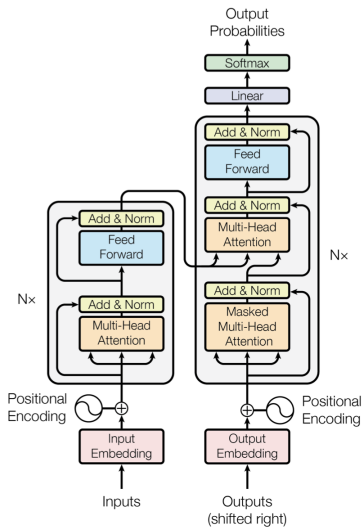 Output
Probabilities
Softmax
Linear
Add & Norm
Feed
Forward
Add & Norm
Multi-Head
Attention
Add & Norm
Masked
Multi-Head
Attention
Nx
Positional
Encoding
Output
Embedding
Outputs
(shifted right)
Add & Norm
Feed
Forward
Add & Norm
Multi-Head
Attention
Nx
Positional
Encoding
Input
Embedding
Inputs